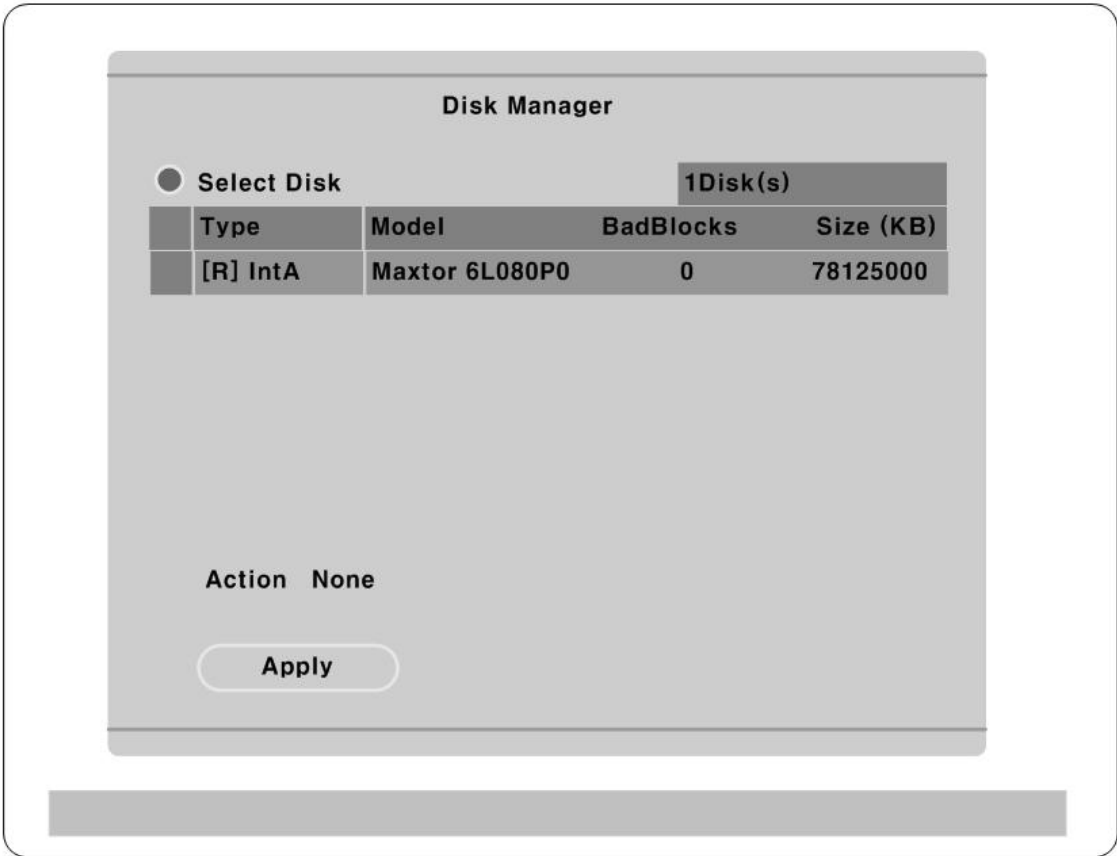 Disk Manager
Select Disk 1Disk(s)
Type Model BadBlocks Size (KB)
[R] IntA Maxtor 6L080P0 0 78125000
Action None
Apply